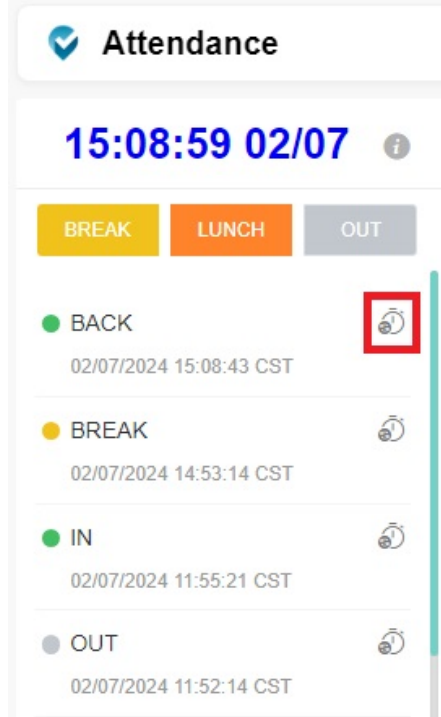 Attendance
15:08:59 02/07
BREAK LUNCH OUT
BACK
02/07/2024 15:08:43 CST
BREAK
02/07/2024 14:53:14 CST
IN
02/07/2024 11:55:21 CST
OUT
02/07/2024 11:52:14 CST